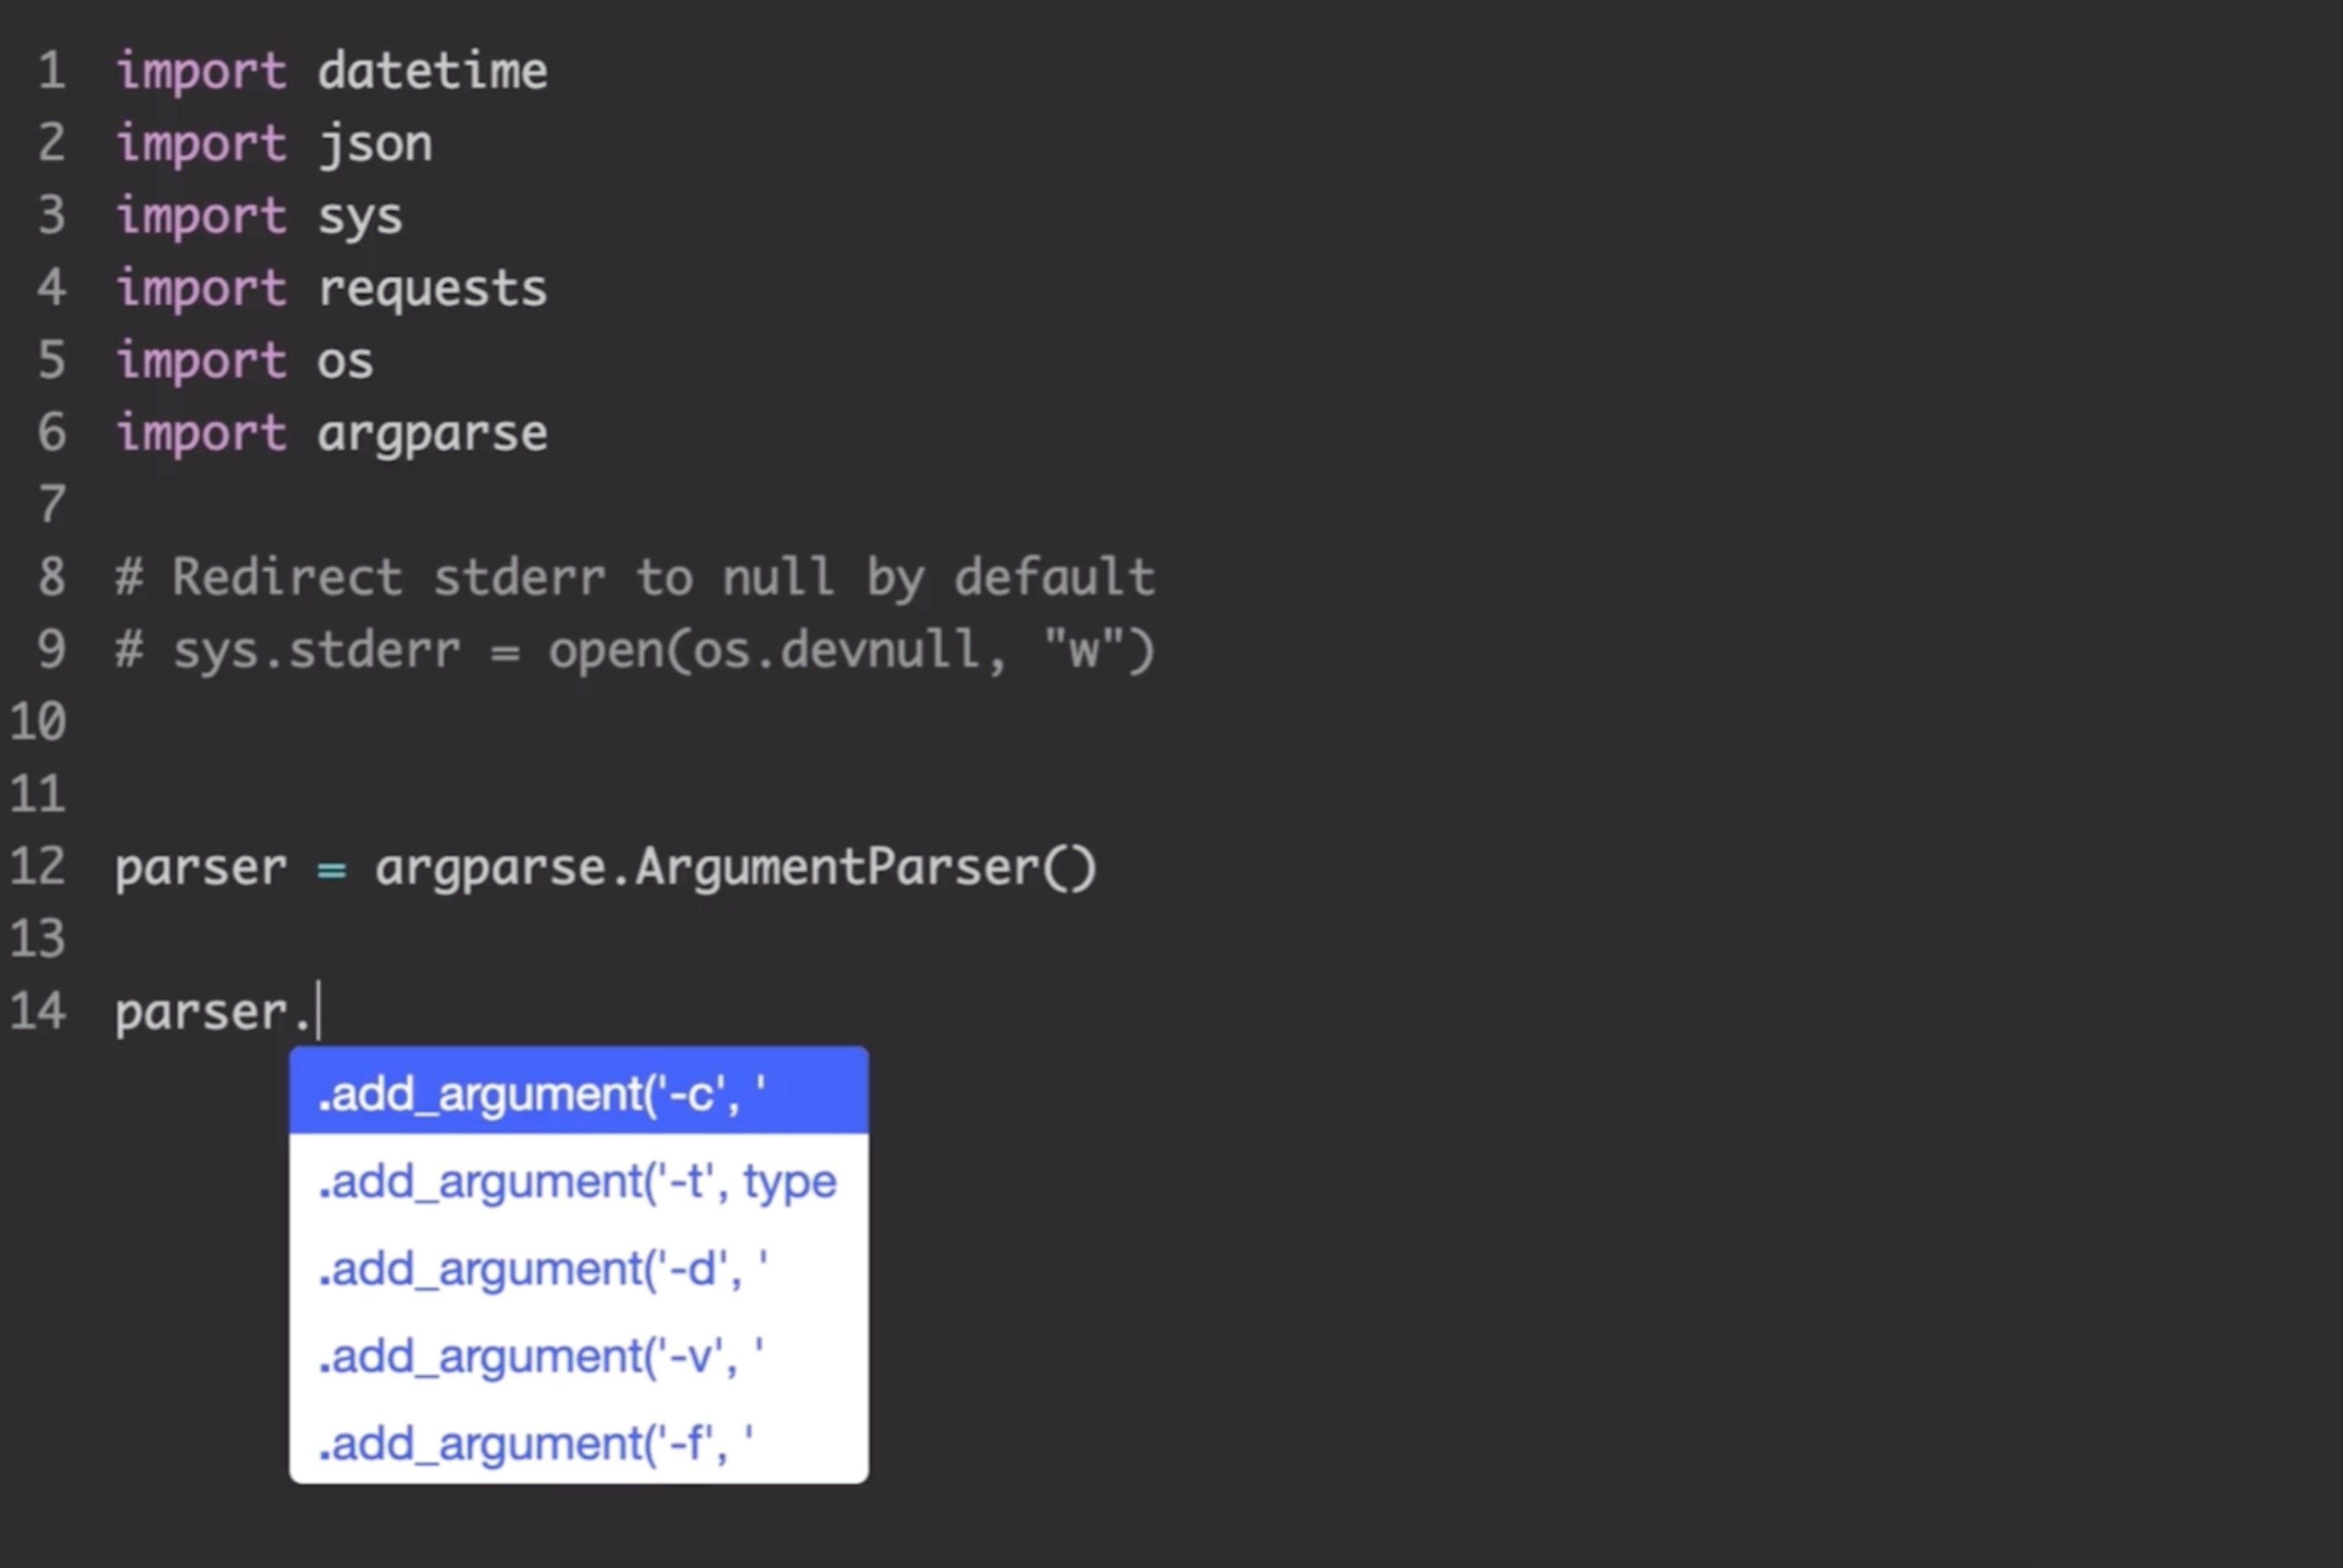 1 import datetime
2 import json
3 import sys
4 import requests
5 import os
6 import argparse
7
8 # Redirect stderr to null by default
9 # sys.stderr = open(os.devnull, "w")
10
11
12 parser = argparse.ArgumentParser()
13
14 parser.
.add_argument('-c', '
.add_argument('-t', type
.add_argument('-d', '
.add_argument('-v', '
.add_argument('-f', '